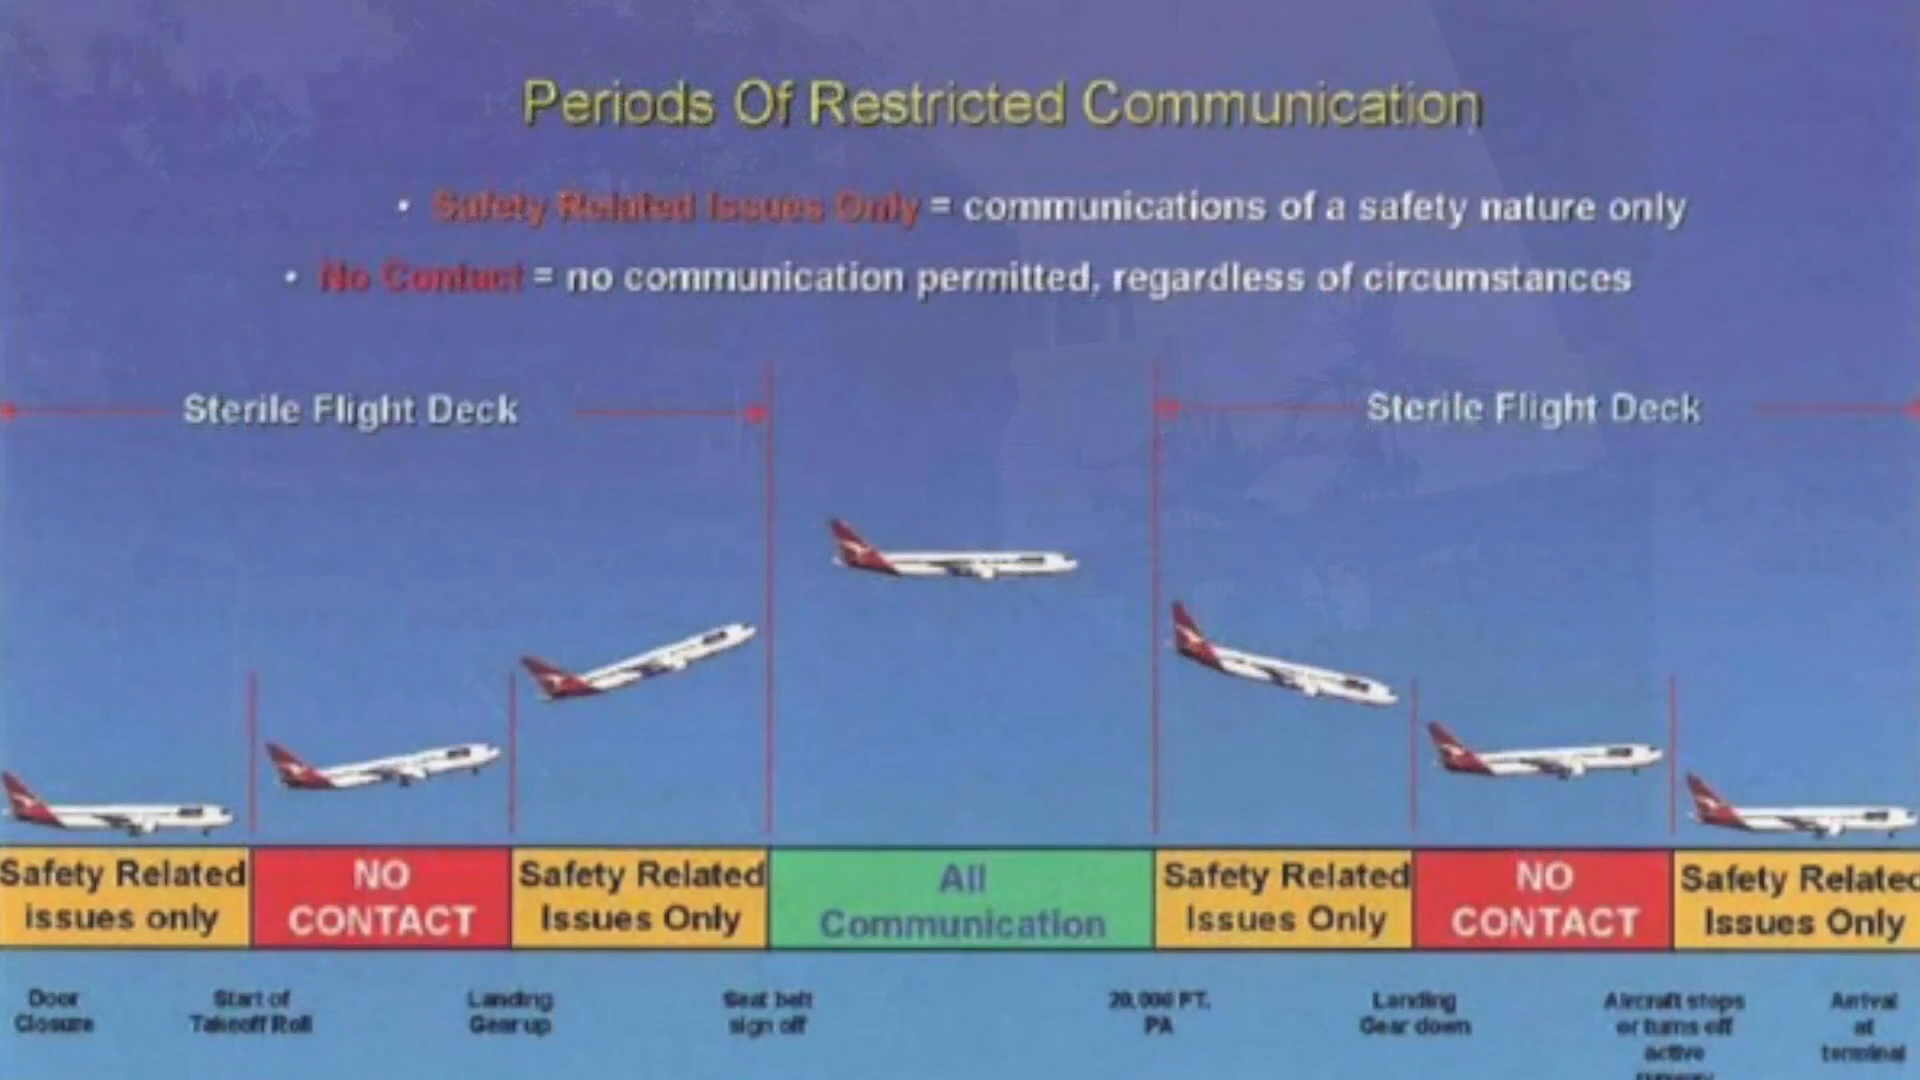 Periods Of Restricted Communication
• Safety Related Issues Only = communications of a safety nature only
• No Contact = no communication permitted, regardless of circumstances
Sterile Flight Deck
Sterile Flight Deck
Safety Related
issues only
NO
CONTACT
Safety Related
Issues Only
All
Communication
Safety Related
Issues Only
NO
CONTACT
Safety Related
Issues Only
Door
Closure
Start of
Takeoff Roll
Landing
Gear up
Seat belt
sign off
20,000 FT.
PA
Landing
Gear down
Aircraft stops
or turns off
active
Arrival
at
terminal